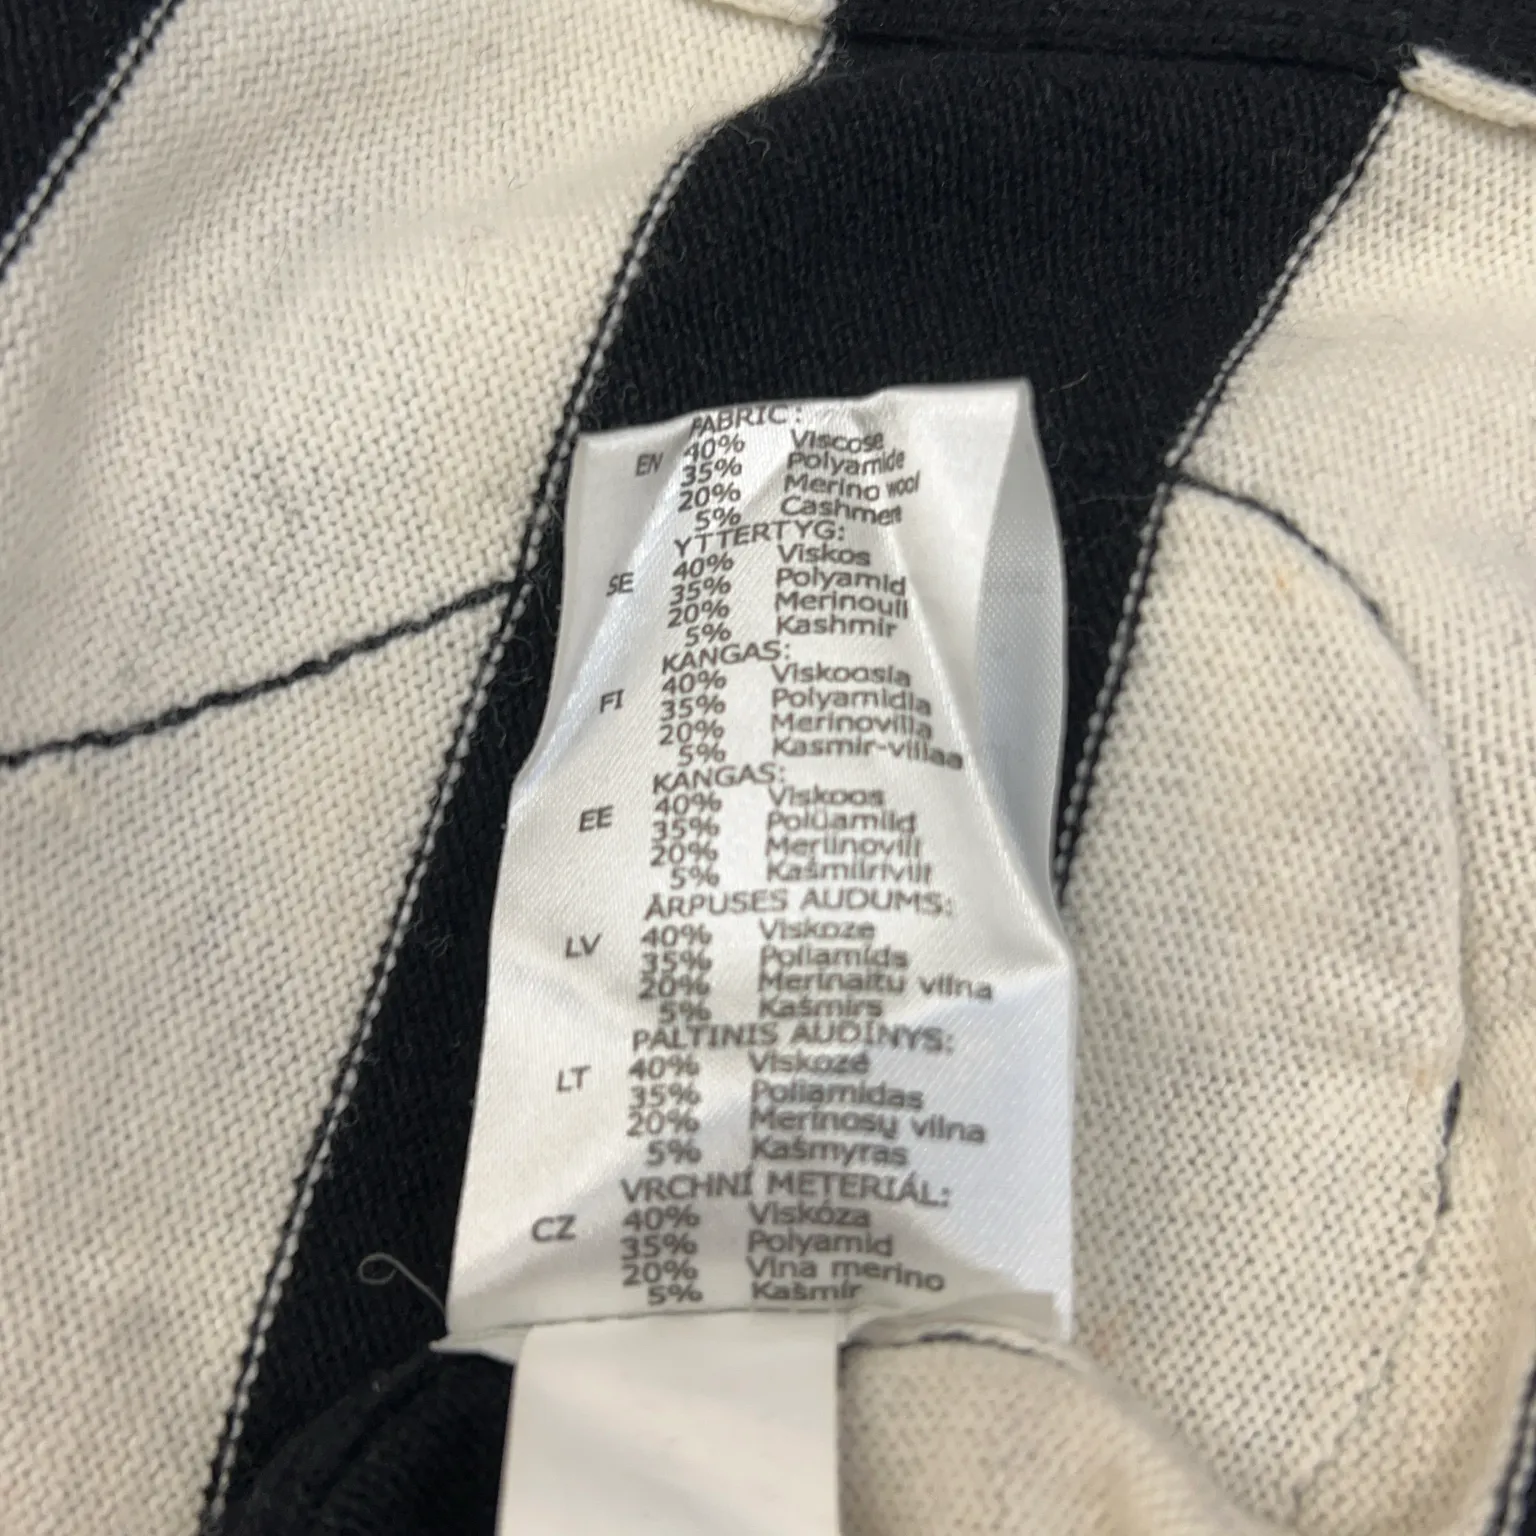 FABRIC:
EN 40% Viscose
35% Polyamide
20% Merino wool
5% Cashmere
YTTERTYG:
SE 40% Viskos
35% Polyamid
20% Merinoull
5% Kashmir
KANGAS:
FI 40% Viskoosia
35% Polyamidia
20% Merinovilla
5% Kasmir-villaa
KANGAS:
EE 40% Viskoos
35% Polüamiid
20% Meriinovill
5% Kašmiirivill
ĀRPUSES AUDUMS:
LV 40% Viskoze
35% Poliamīds
20% Merinaitu vilna
5% Kašmirs
PALTINIS AUDINYS:
LT 40% Viskozė
35% Poliamidas
20% Merinosų vilna
5% Kašmyras
VRCHNÍ METERIÁL:
CZ 40% Viskóza
35% Polyamid
20% Vlna merino
5% Kašmír